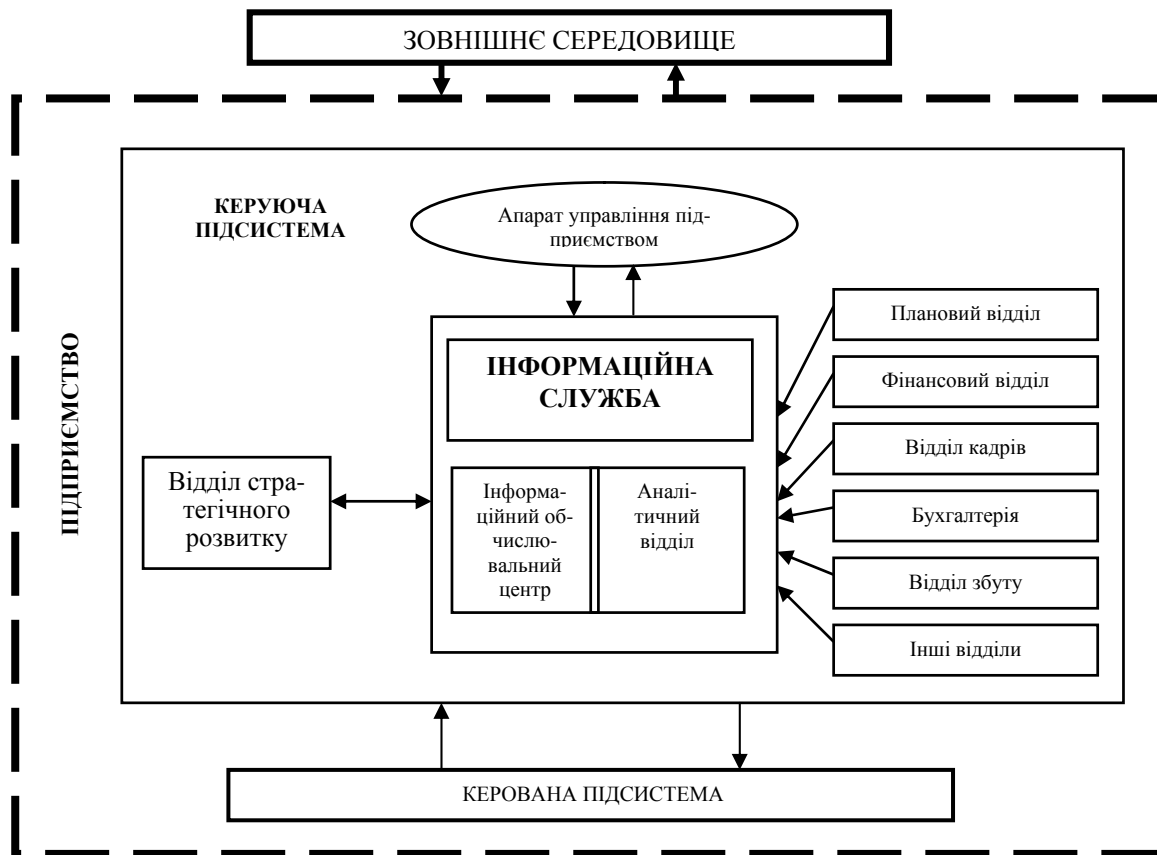 ЗОВНІШНЄ СЕРЕДОВИЩЕ
ПІДПРИЄМСТВО
КЕРУЮЧА
ПІДСИСТЕМА
Апарат управління під-
приємством
ІНФОРМАЦІЙНА
СЛУЖБА
Відділ стра-
тегічного
розвитку
Інформа-
ційний об-
числю-
вальний
центр
Аналі-
тичний
відділ
Плановий відділ
Фінансовий відділ
Відділ кадрів
Бухгалтерія
Відділ збуту
Інші відділи
КЕРОВАНА ПІДСИСТЕМА